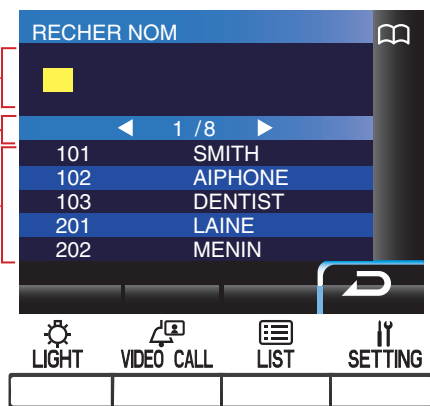 RECHER NOM
1 /8
101 SMITH
102 AIPHONE
103 DENTIST
201 LAINE
202 MENIN
LIGHT VIDEO CALL LIST SETTING